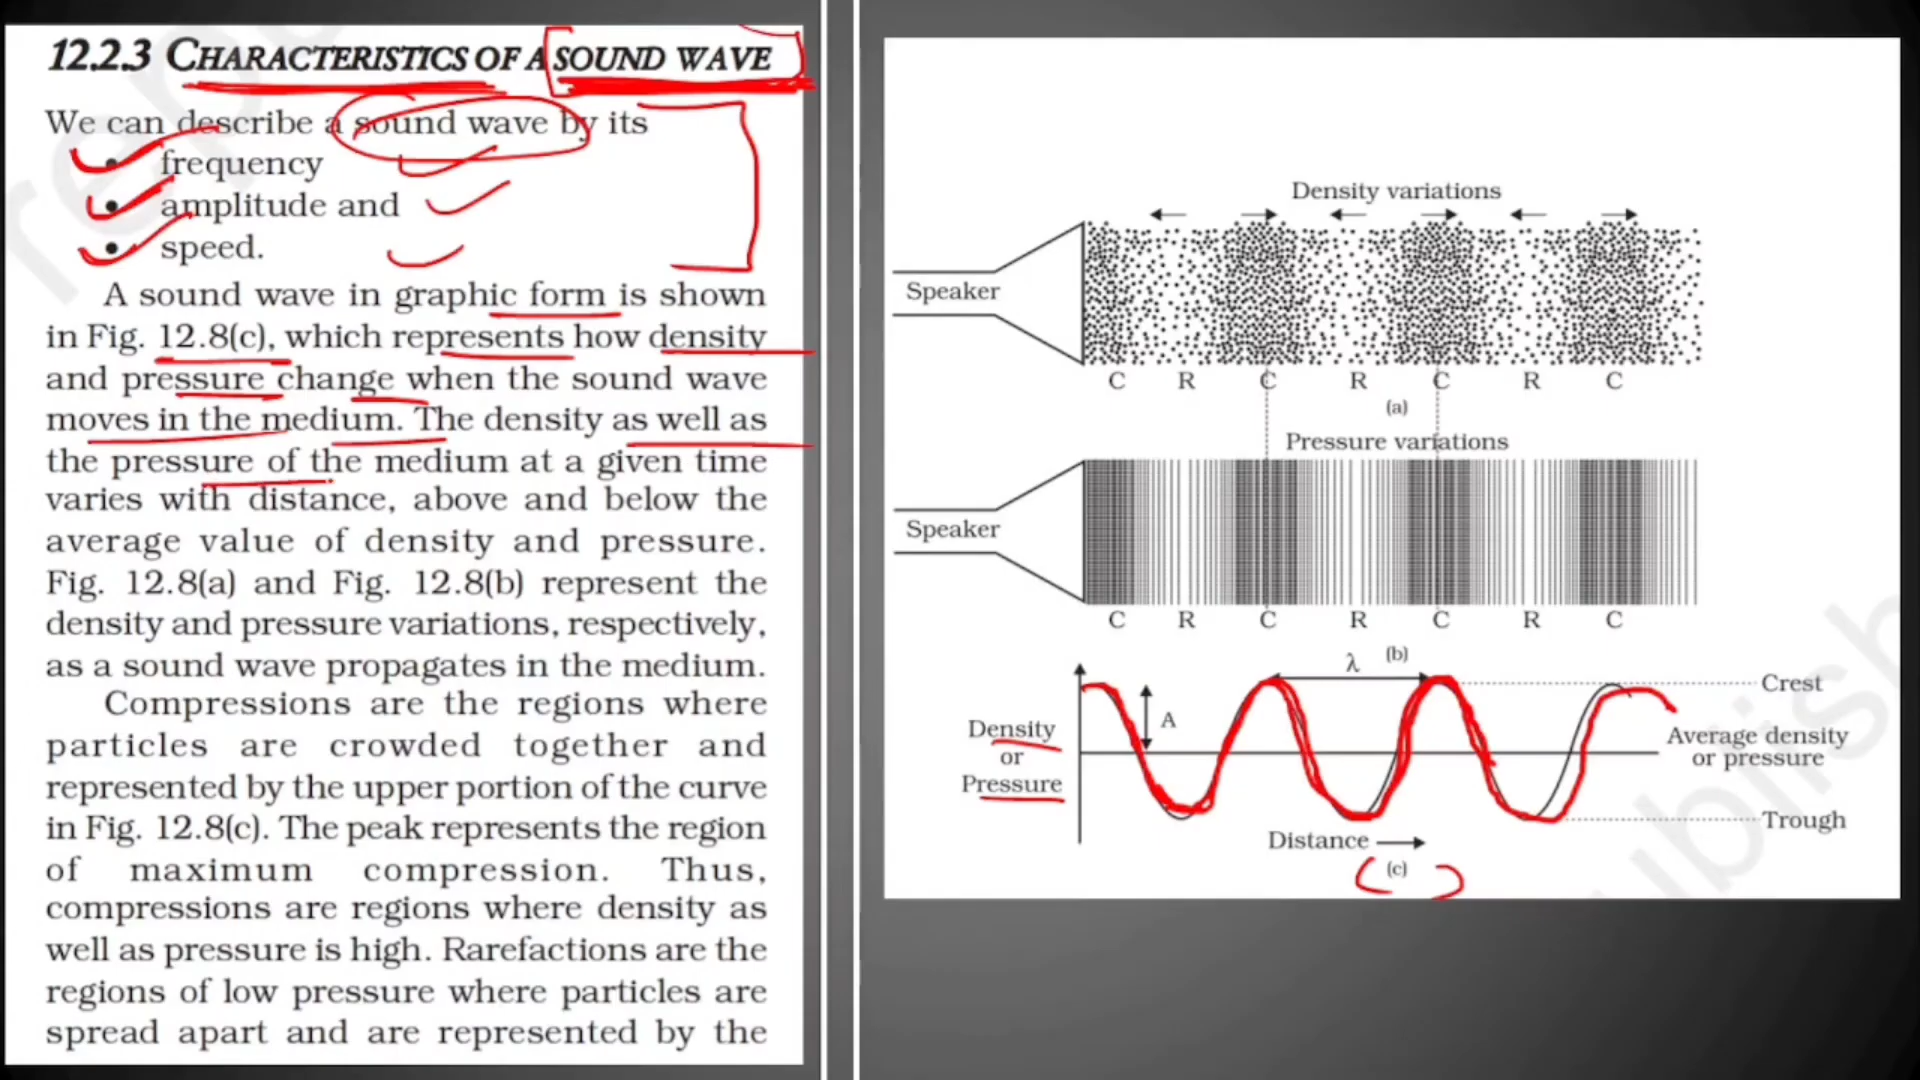 12.2.3 CHARACTERISTICS OF A SOUND WAVE
We can describe a sound wave by its
• frequency
• amplitude and
• speed.
A sound wave in graphic form is shown
in Fig. 12.8(c), which represents how density
and pressure change when the sound wave
moves in the medium. The density as well as
the pressure of the medium at a given time
varies with distance, above and below the
average value of density and pressure.
Fig. 12.8(a) and Fig. 12.8(b) represent the
density and pressure variations, respectively,
as a sound wave propagates in the medium.
Compressions are the regions where
particles are crowded together and
represented by the upper portion of the curve
in Fig. 12.8(c). The peak represents the region
of maximum compression. Thus,
compressions are regions where density as
well as pressure is high. Rarefactions are the
regions of low pressure where particles are
spread apart and are represented by the
Density variations
Speaker
C R C R C R C
(a)
Pressure variations
Speaker
C R C R C R C
(b)
λ
Crest
A
Density
or
Pressure
Average density
or pressure
Trough
Distance
(c)